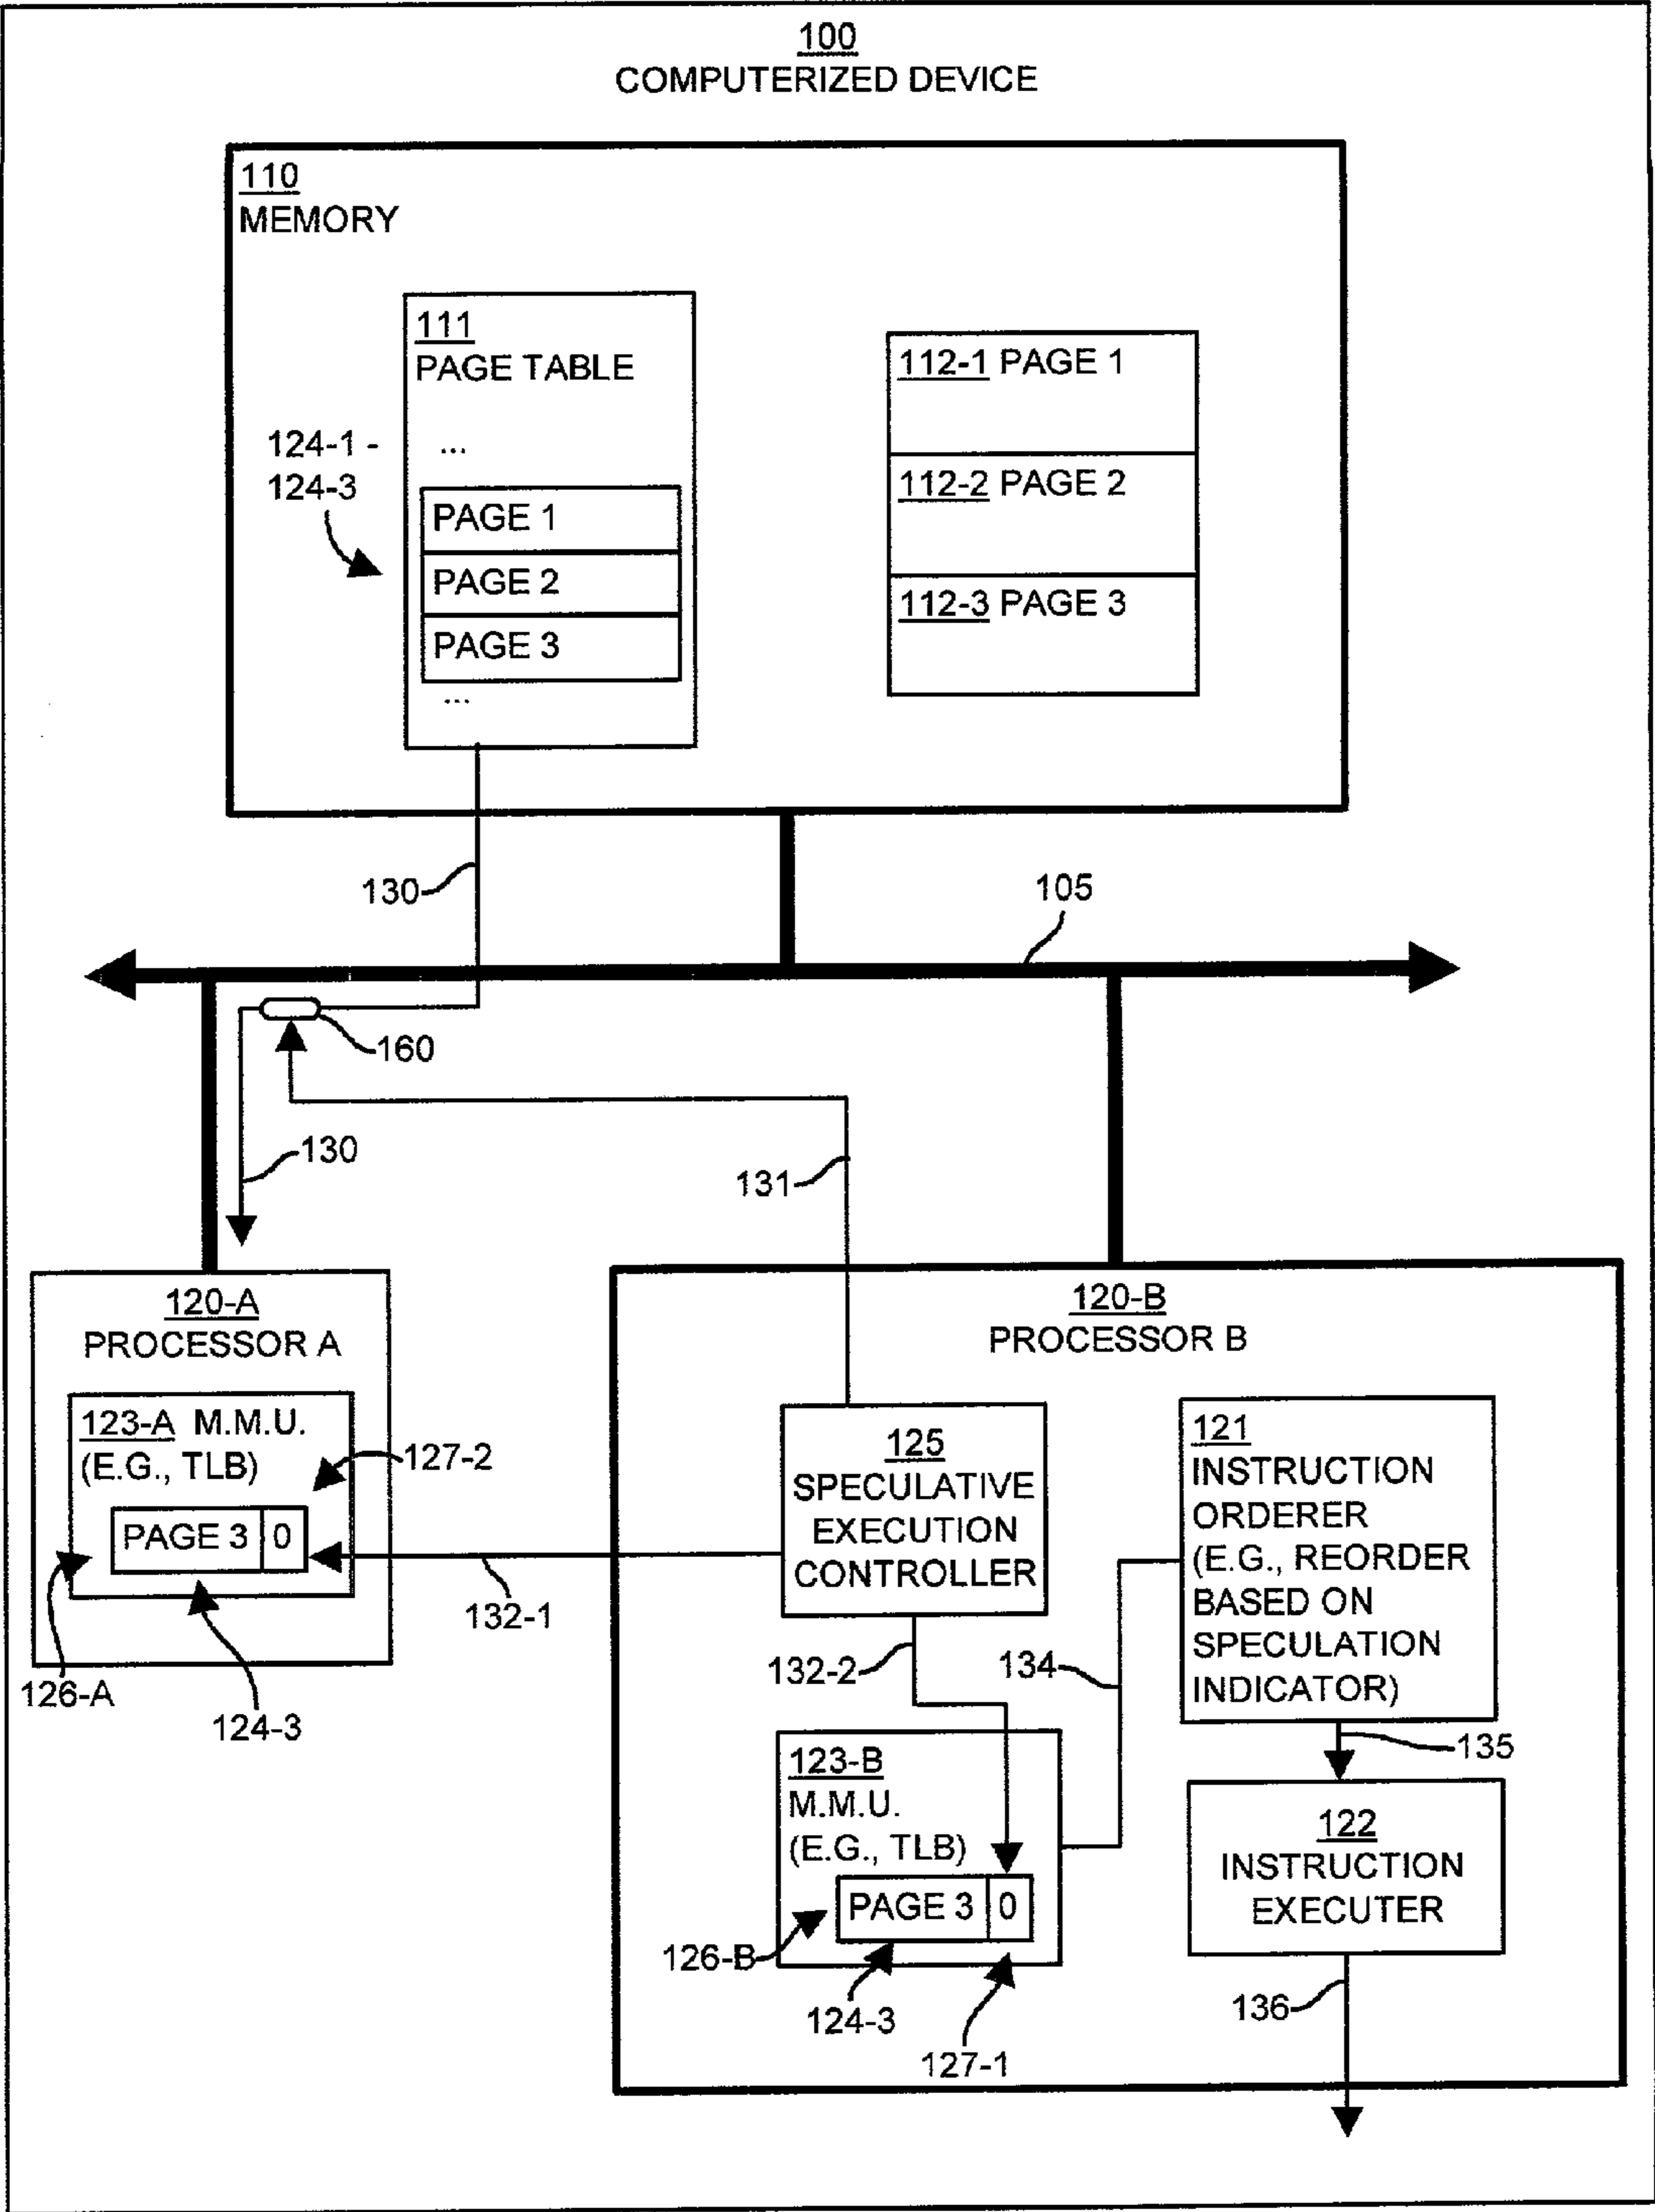 100
COMPUTERIZED DEVICE
110
MEMORY
111
PAGE TABLE
...
124-1 -
124-3
PAGE 1
PAGE 2
PAGE 3
...
112-1 PAGE 1
112-2 PAGE 2
112-3 PAGE 3
130
105
160
130
131
120-A
PROCESSOR A
123-A M.M.U.
(E.G., TLB)
127-2
PAGE 3 0
126-A
124-3
132-1
120-B
PROCESSOR B
125
SPECULATIVE
EXECUTION
CONTROLLER
132-2
134
121
INSTRUCTION
ORDERER
(E.G., REORDER
BASED ON
SPECULATION
INDICATOR)
135
123-B
M.M.U.
(E.G., TLB)
PAGE 3 0
126-B
124-3
127-1
122
INSTRUCTION
EXECUTER
136